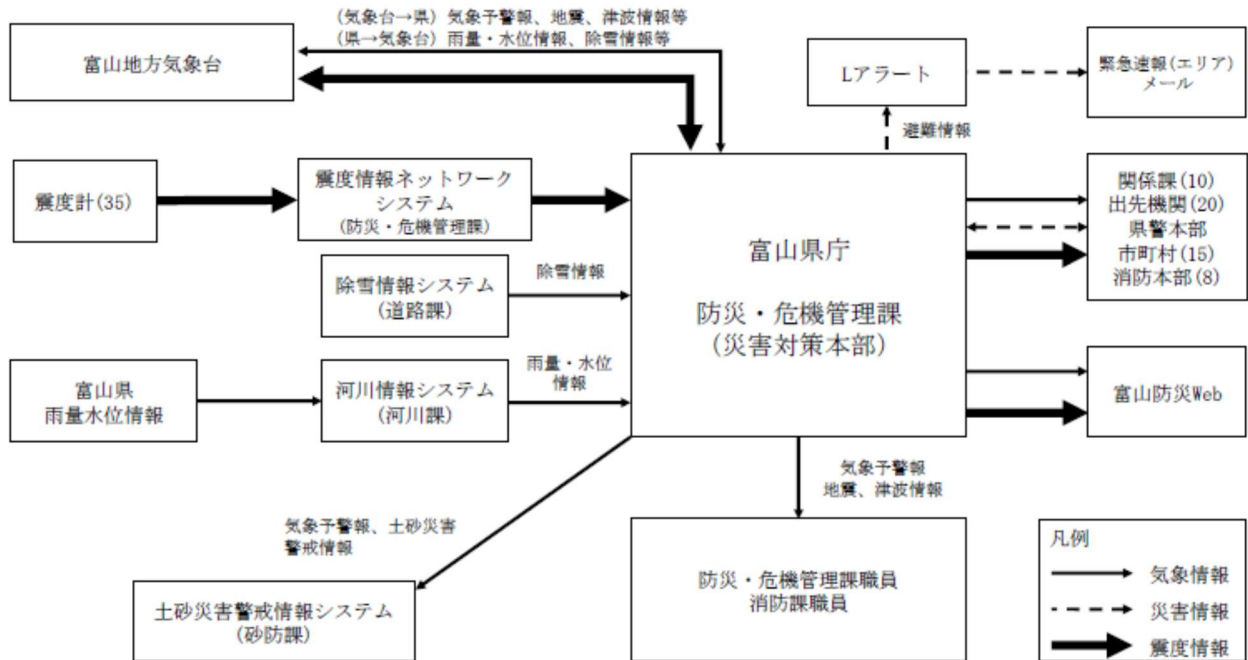 (気象台→県) 気象予警報、地震、津波情報等
(県→気象台) 雨量・水位情報、除雪情報等
富山地方気象台
Lアラート
緊急速報(エリア)
メール
避難情報
震度計(35)
震度情報ネットワーク
システム
(防災・危機管理課)
関係課(10)
出先機関(20)
県警本部
市町村(15)
消防本部(8)
富山県庁
防災・危機管理課
(災害対策本部)
除雪情報システム
(道路課)
除雪情報
富山県
雨量水位情報
河川情報システム
(河川課)
雨量・水位
情報
富山防災Web
気象予警報
地震、津波情報
気象予警報、土砂災害
警戒情報
土砂災害警戒情報システム
(砂防課)
防災・危機管理課職員
消防課職員
凡例
気象情報
災害情報
震度情報